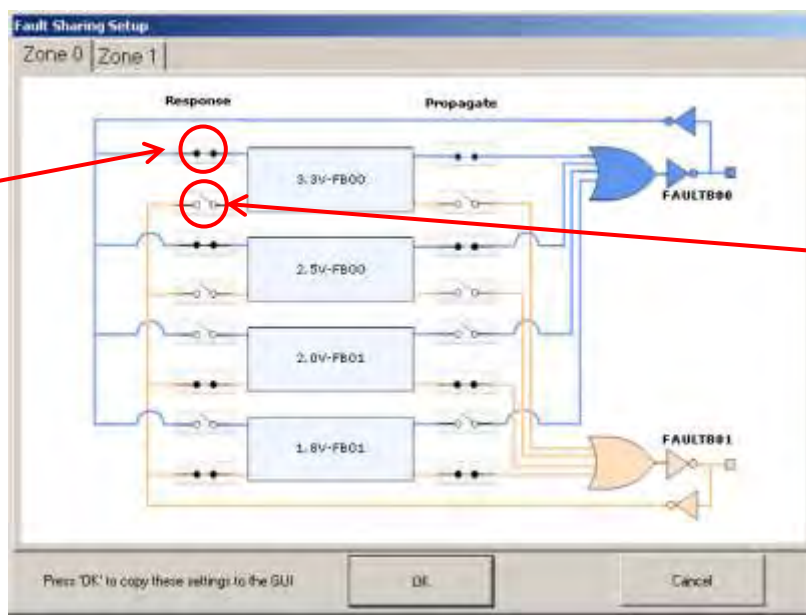 Fault Sharing Setup
Zone 0 Zone 1
Response Propagate
3.3V-FB00
FAULTB00
2.5V-FB00
2.0V-FB01
1.8V-FB01
FAULTB01
Press 'OK' to copy these settings to the GUI
OK
Cancel